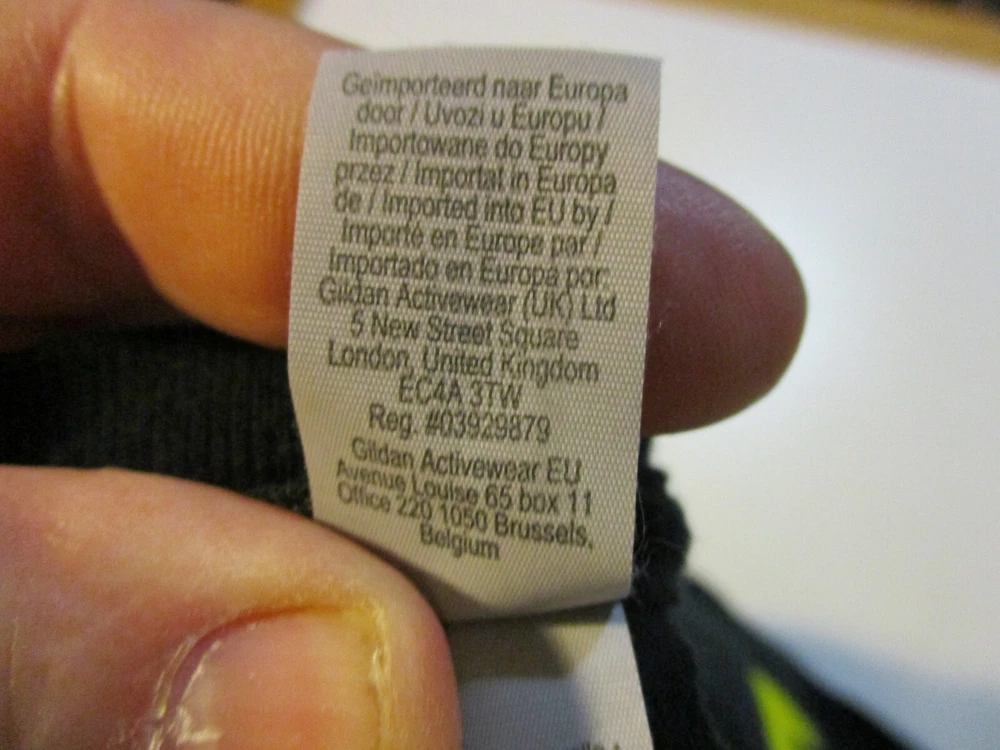 Geïmporteerd naar Europa
door / Uvozi u Europu /
Importowane do Europy
przez / Importat in Europa
de / Imported into EU by /
Importé en Europe par /
Importado en Europa por:
Gildan Activewear (UK) Ltd
5 New Street Square
London, United Kingdom
EC4A 3TW
Reg. #03929879
Gildan Activewear EU
Avenue Louise 65 box 11
Office 220 1050 Brussels,
Belgium